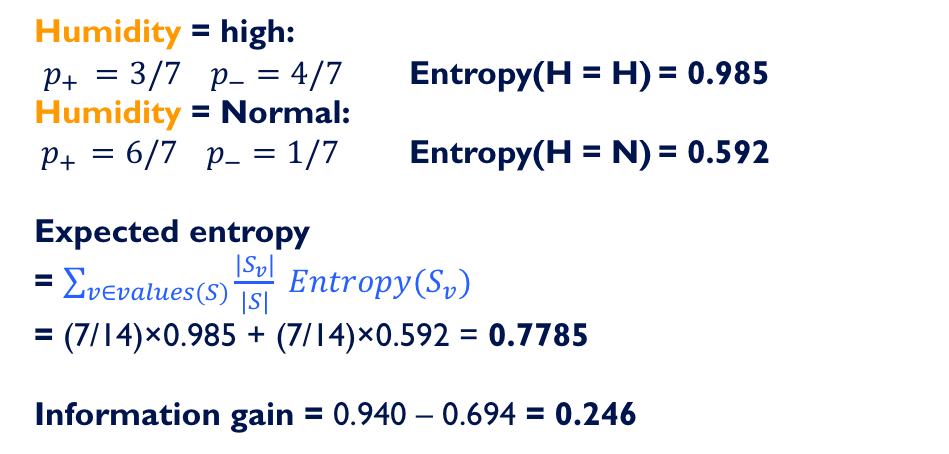 Humidity = high:
p₊ = 3/7 p₋ = 4/7 Entropy(H = H) = 0.985
Humidity = Normal:
p₊ = 6/7 p₋ = 1/7 Entropy(H = N) = 0.592
Expected entropy
= ∑_{v∈values(S)} |S_v|/|S| Entropy(S_v)
= (7/14)×0.985 + (7/14)×0.592 = 0.7785
Information gain = 0.940 – 0.694 = 0.246